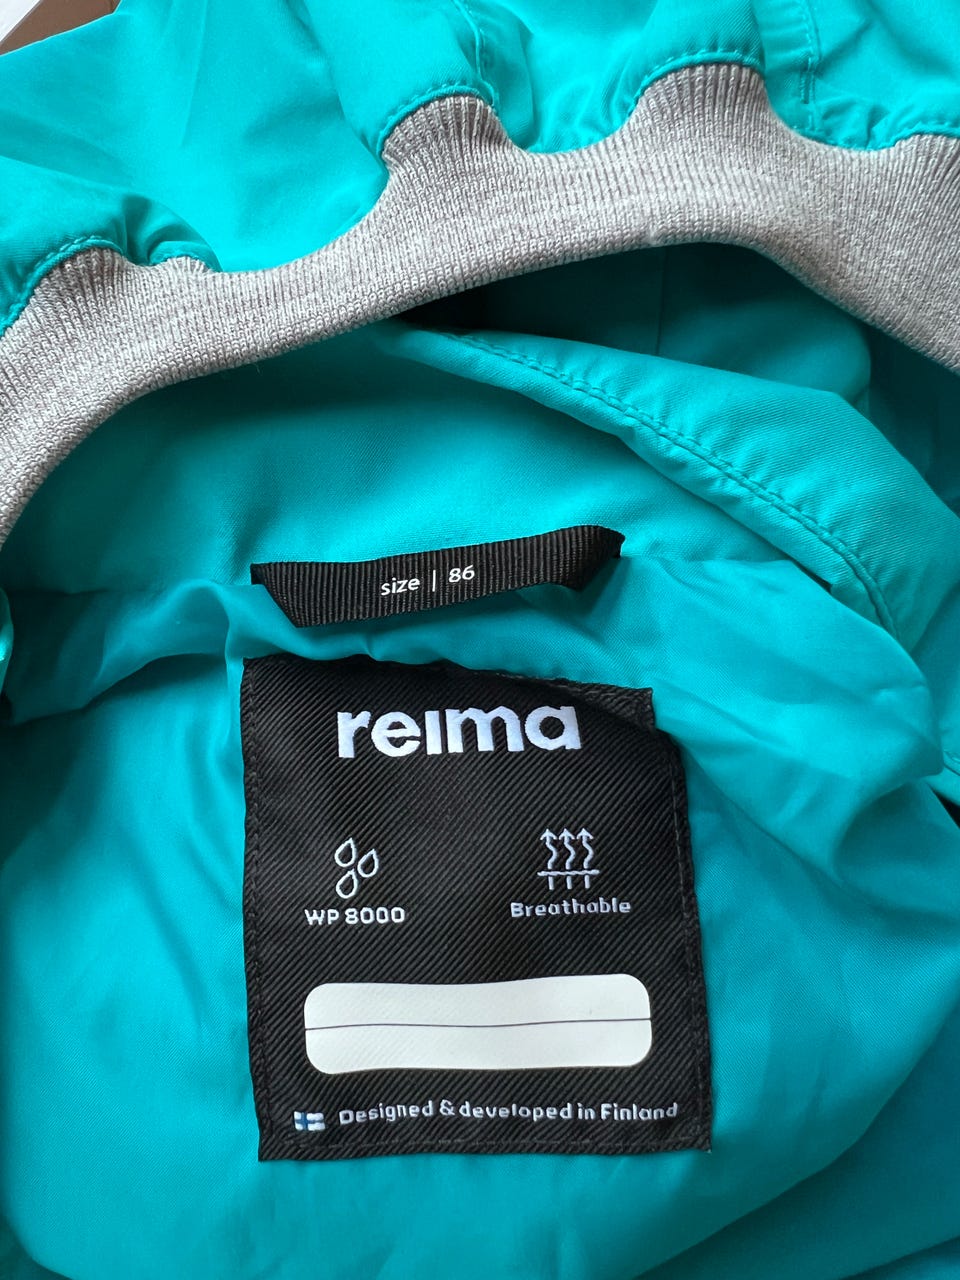 size | 86
reima
WP 8000
Breathable
Designed & developed in Finland